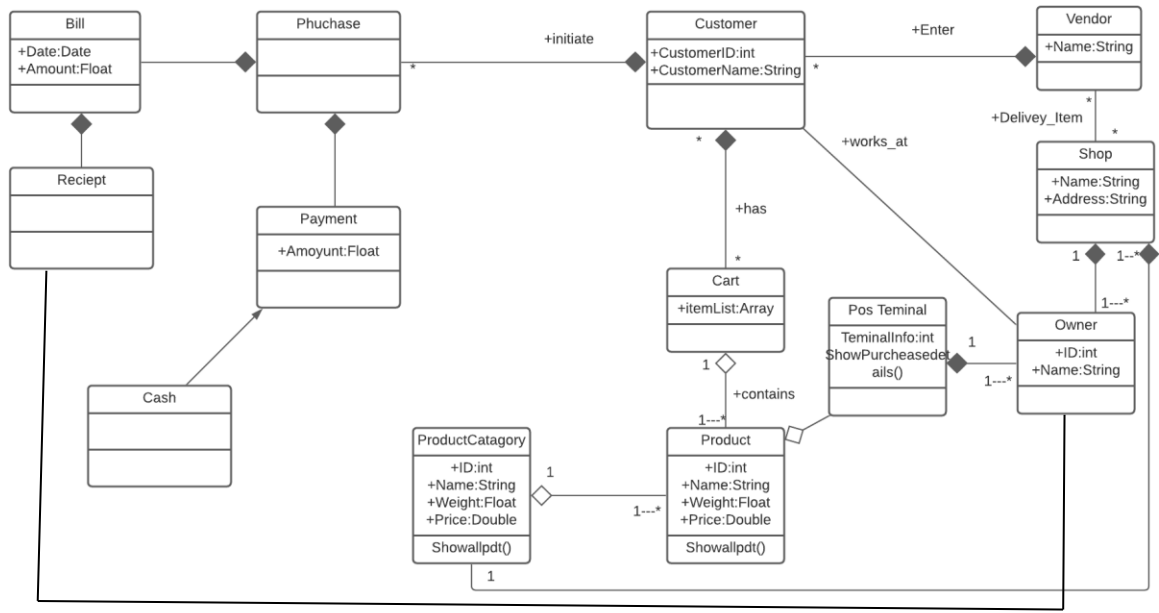 Bill
+Date:Date
+Amount:Float
Phuchase
*
+initiate
Customer
+CustomerID:int
+CustomerName:String
*
+Enter
Vendor
+Name:String
*
+Delivey_Item
*
Shop
+Name:String
+Address:String
1
1--*
1---*
Reciept
Payment
+Amoyunt:Float
Cash
*
+has
*
+works_at
Cart
+itemList:Array
1
+contains
1---*
Pos Teminal
TeminalInfo:int
ShowPurcheasedet
ails()
1
1---*
Owner
+ID:int
+Name:String
ProductCatagory
+ID:int
+Name:String
+Weight:Float
+Price:Double
Showallpdt()
1
1---*
Product
+ID:int
+Name:String
+Weight:Float
+Price:Double
Showallpdt()
1